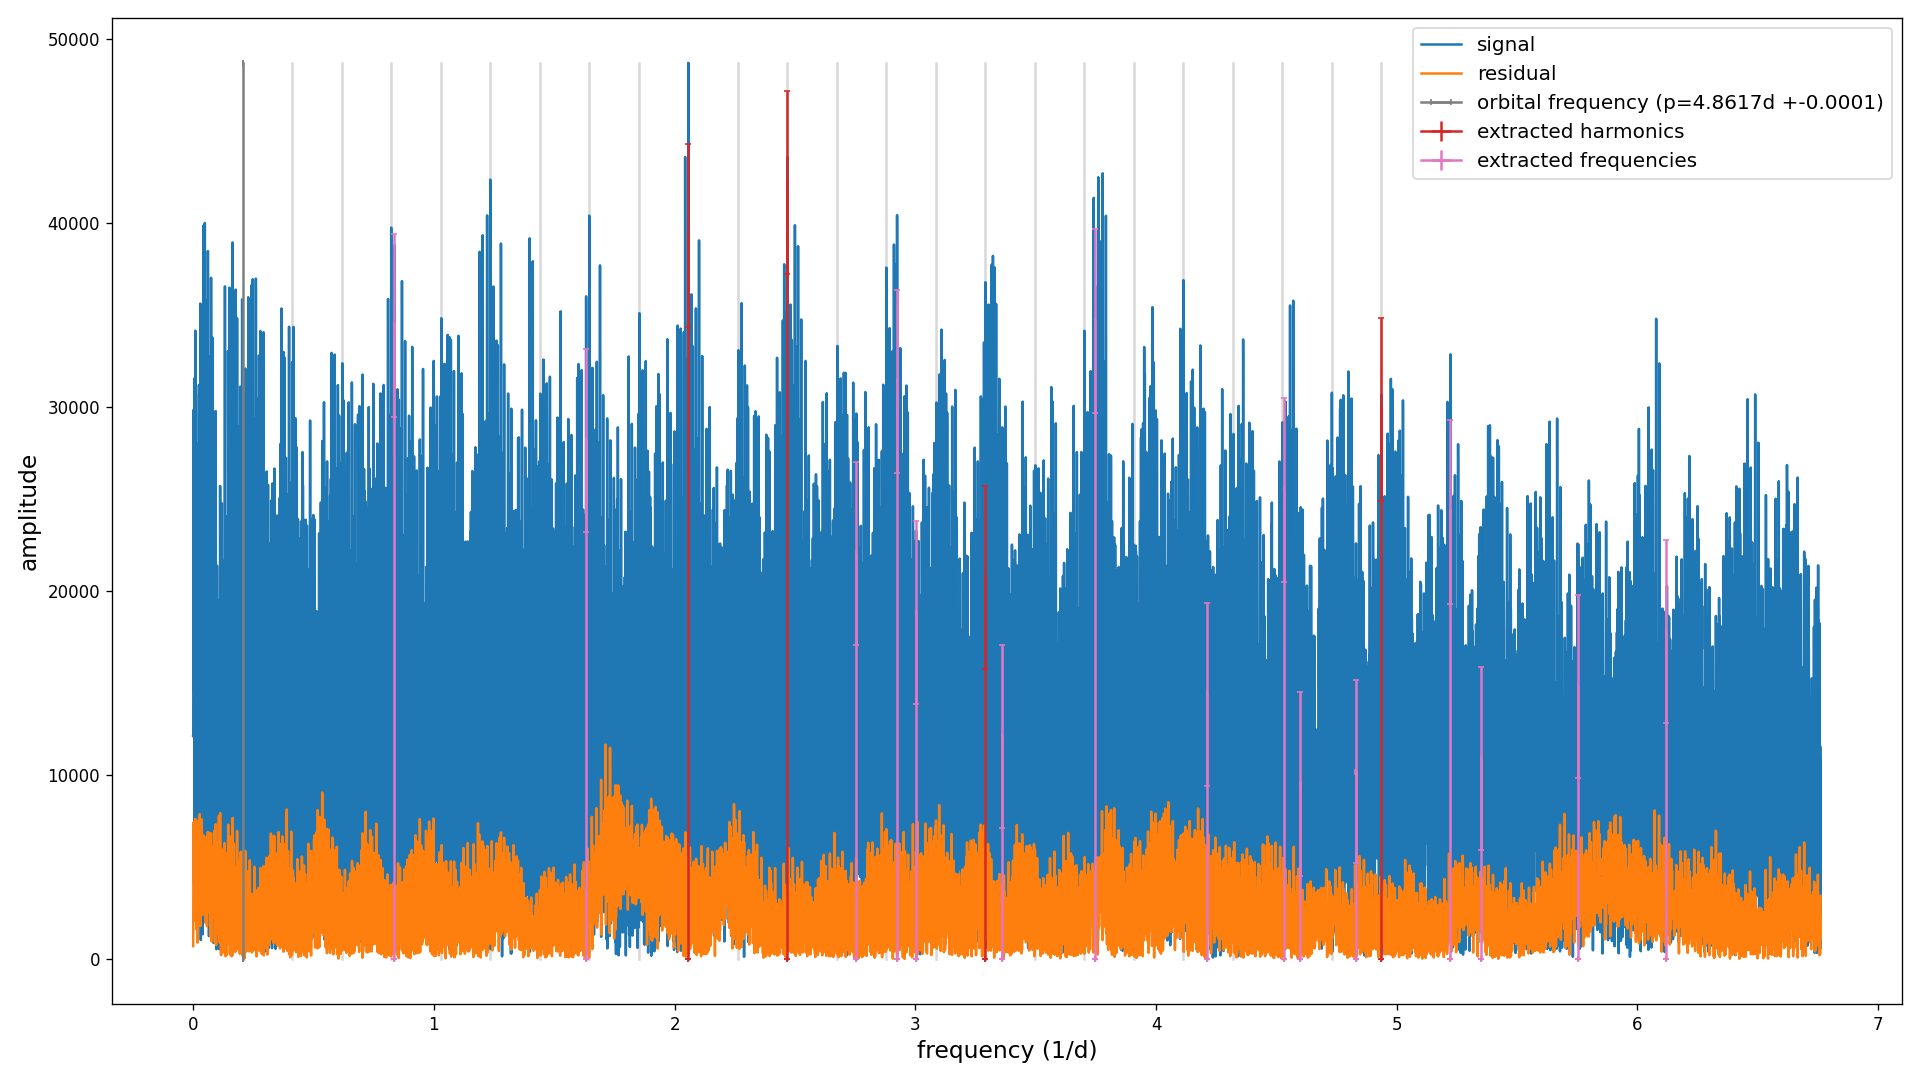 signal
residual
orbital frequency (p=4.8617d +-0.0001)
extracted harmonics
extracted frequencies
50000
40000
30000
20000
10000
0
amplitude
0 1 2 3 4 5 6 7
frequency (1/d)